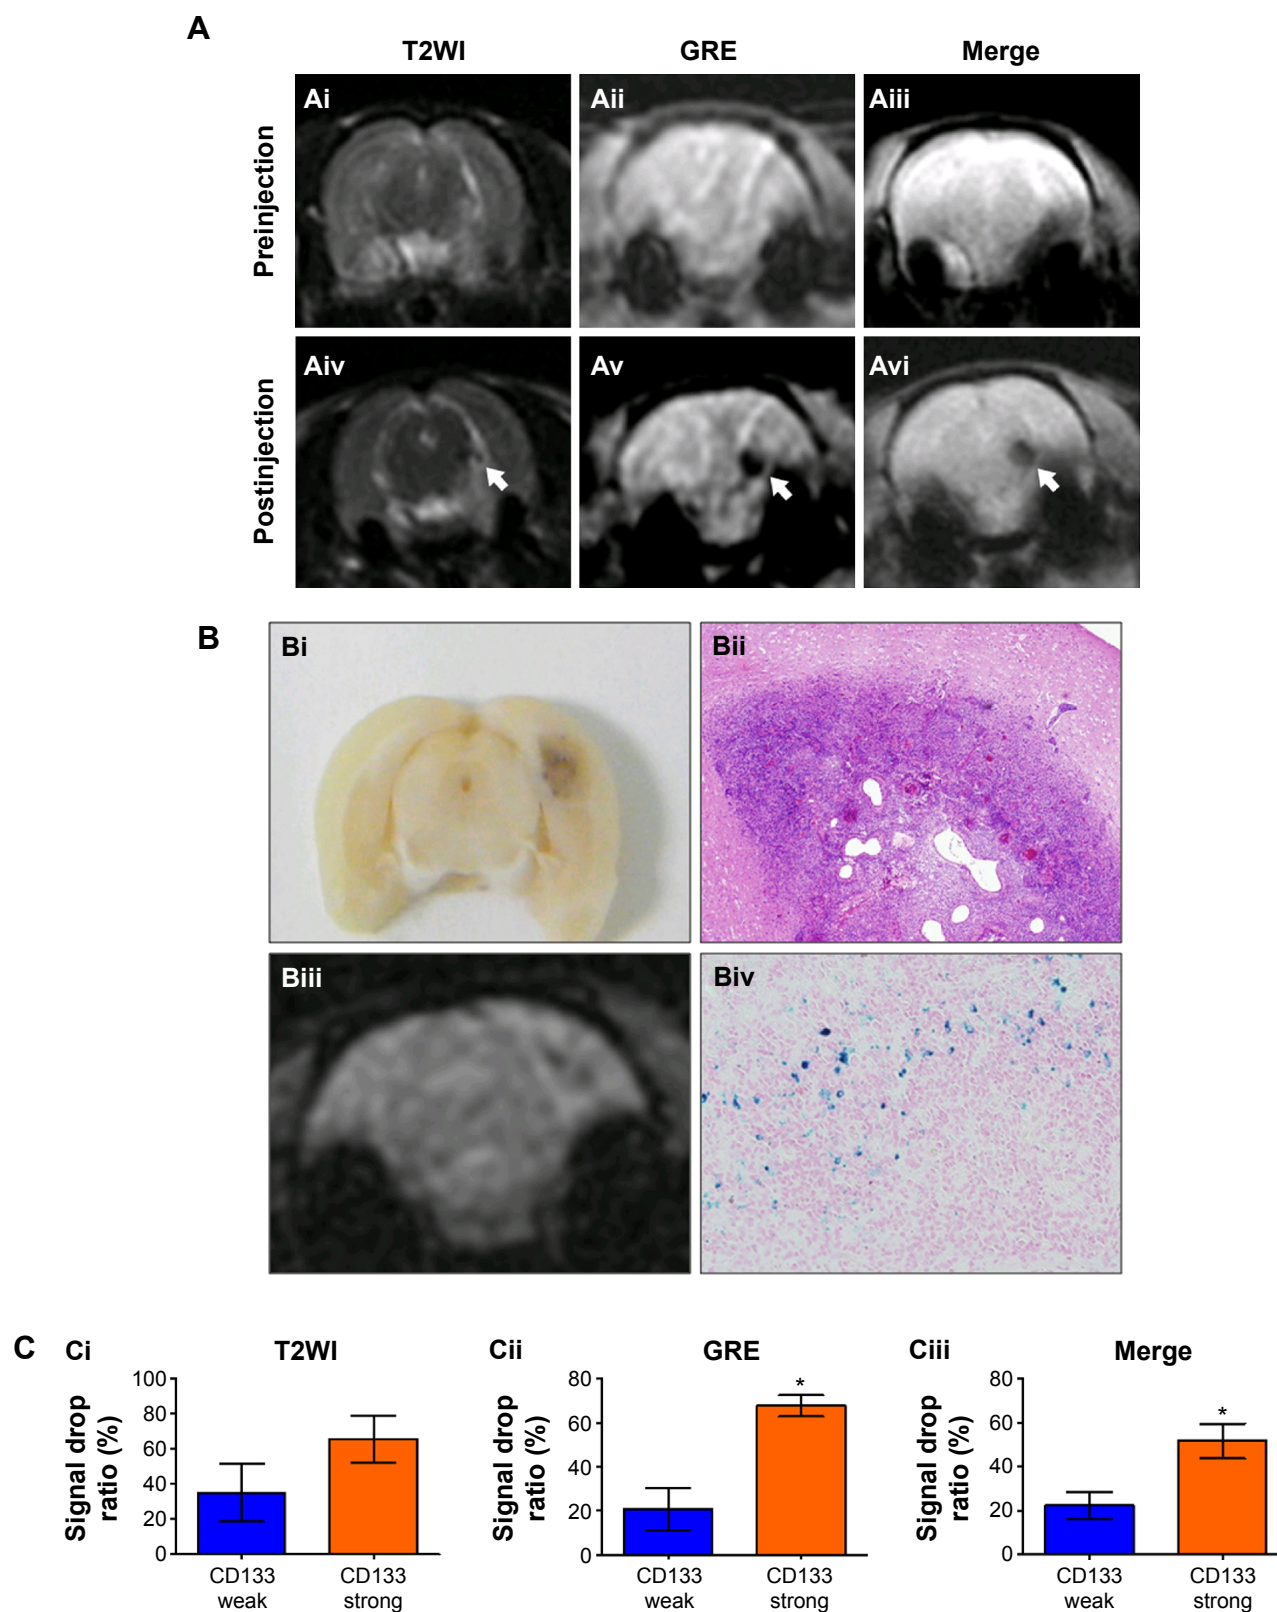 A
T2WI GRE Merge
Preinjection
Ai Aii Aiii
Postinjection
Aiv Av Avi
B
Bi Bii
Biii Biv
C
Ci T2WI
Signal drop
ratio (%)
100
80
60
40
20
0
CD133
weak
CD133
strong
Cii GRE
Signal drop
ratio (%)
80
60
40
20
0
*
CD133
weak
CD133
strong
Ciii Merge
Signal drop
ratio (%)
80
60
40
20
0
*
CD133
weak
CD133
strong